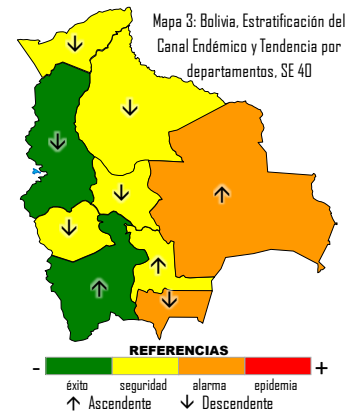 Mapa 3: Bolivia, Estratificación del
Canal Endémico y Tendencia por
departamentos, SE 40
REFERENCIAS
- +
éxito seguridad alarma epidemia
↑ Ascendente ↓ Descendente